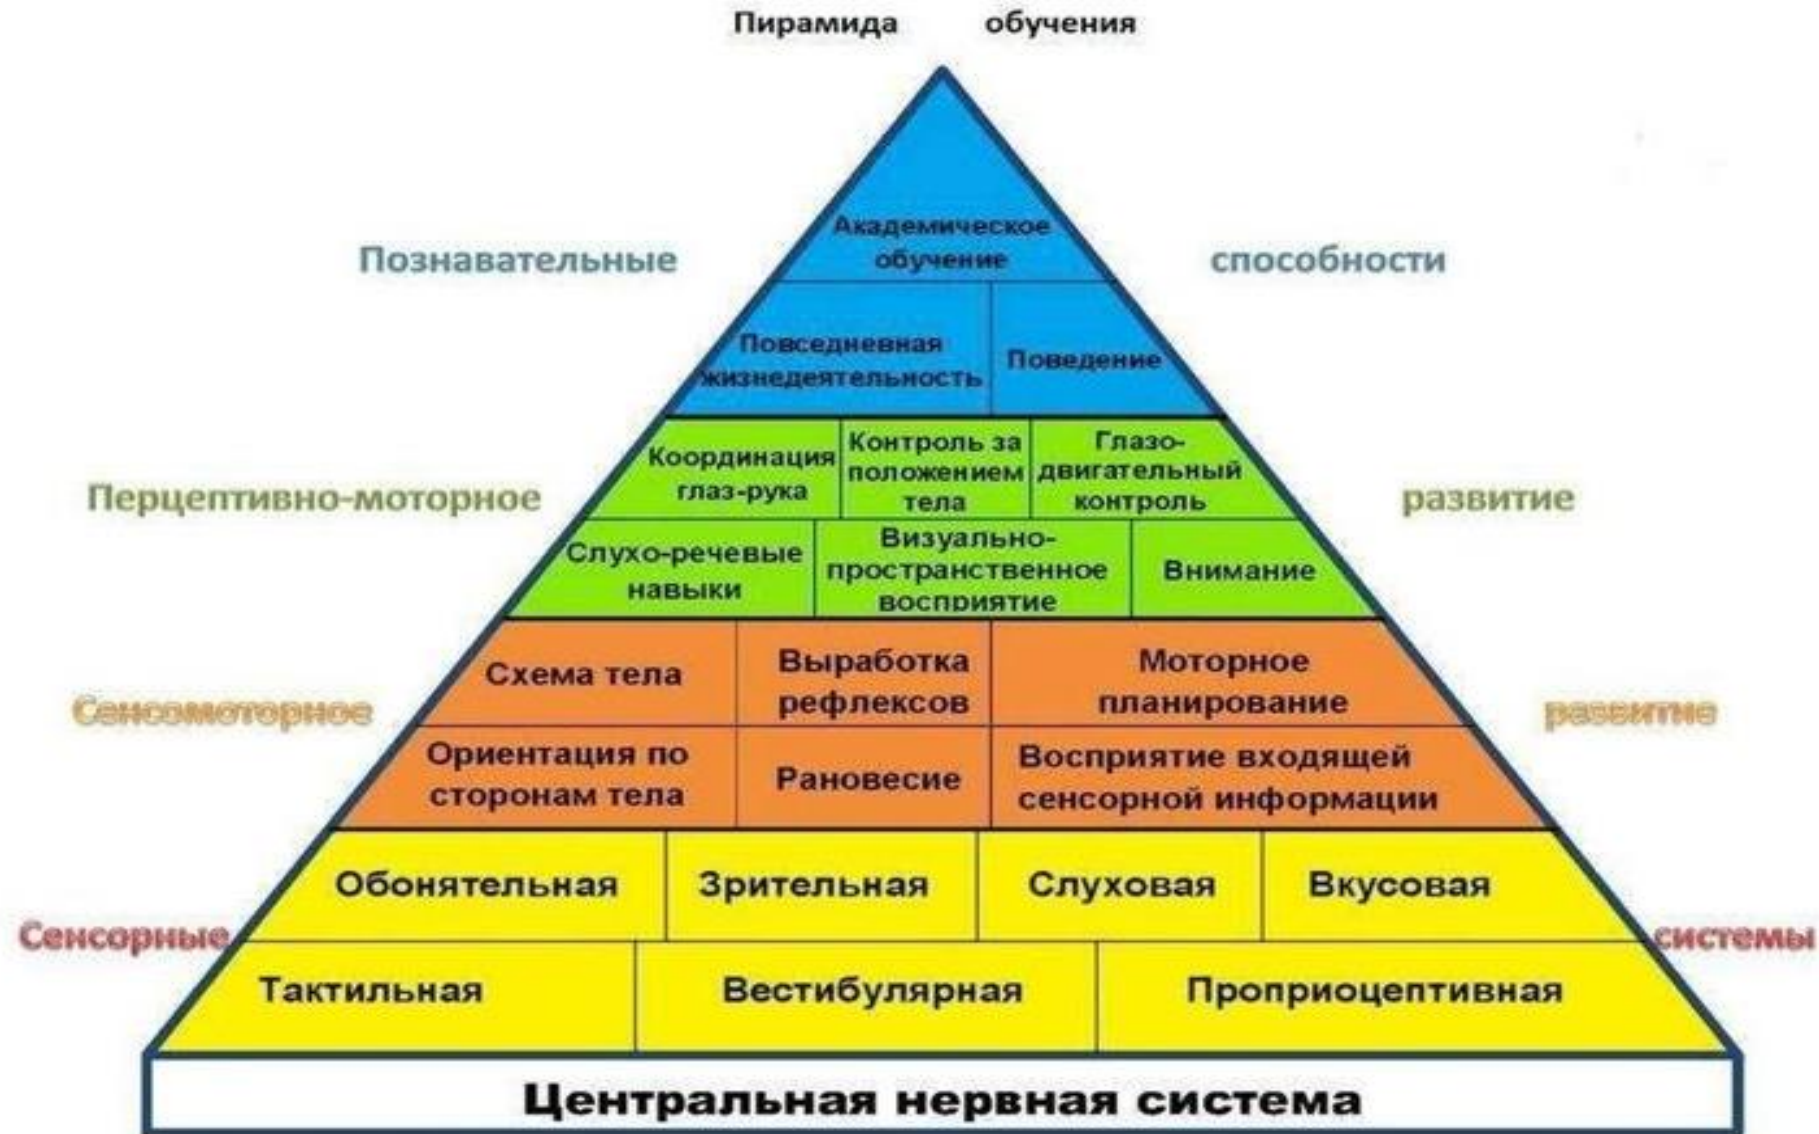 Пирамида обучения
Академическое
обучение
Познавательные способности
Повседневная
жизнедеятельность
Поведение
Координация
глаз-рука
Контроль за
положением
тела
Глазо-
двигательный
контроль
Перцептивно-моторное развитие
Слухо-речевые
навыки
Визуально-
пространственное
восприятие
Внимание
Схема тела
Выработка
рефлексов
Моторное
планирование
Сенсомоторное развитие
Ориентация по
сторонам тела
Рановесие
Восприятие входящей
сенсорной информации
Обонятельная
Зрительная
Слуховая
Вкусовая
Сенсорные системы
Тактильная
Вестибулярная
Проприоцептивная
Центральная нервная система